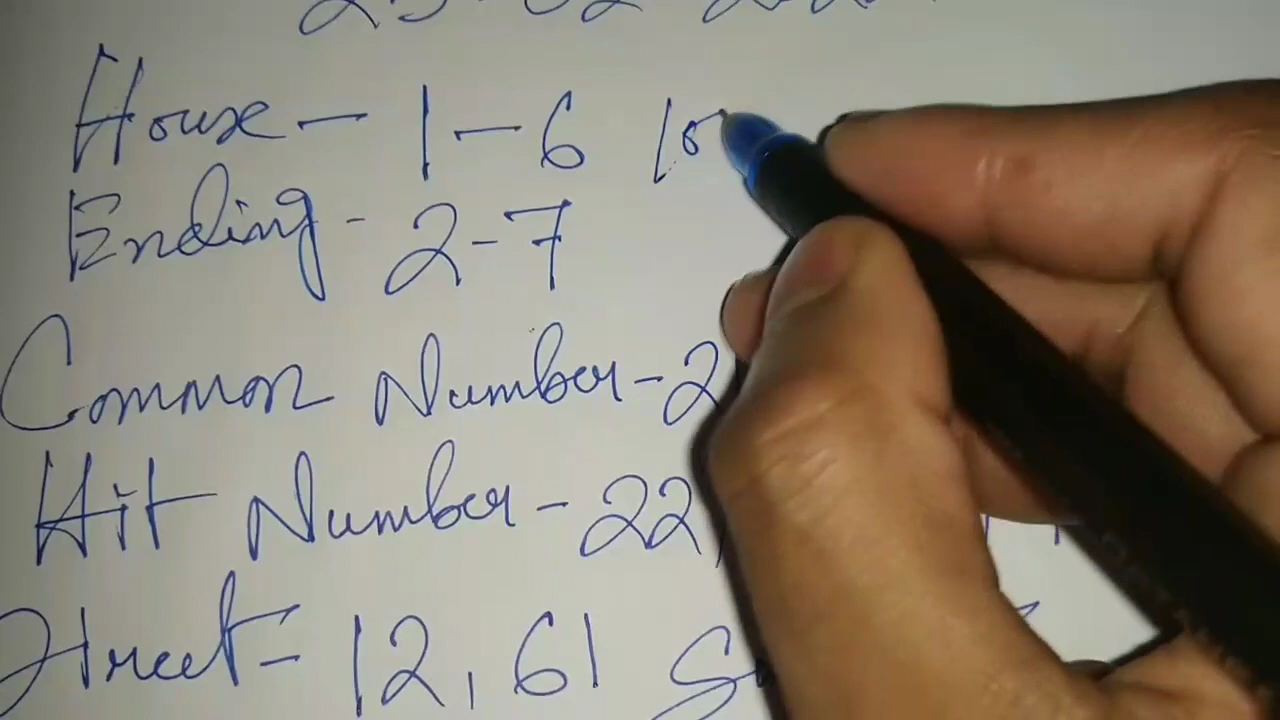 House - 1-6
Ending - 2-7
Common Number - 2
Hit Number - 22,
Direct - 12, 61